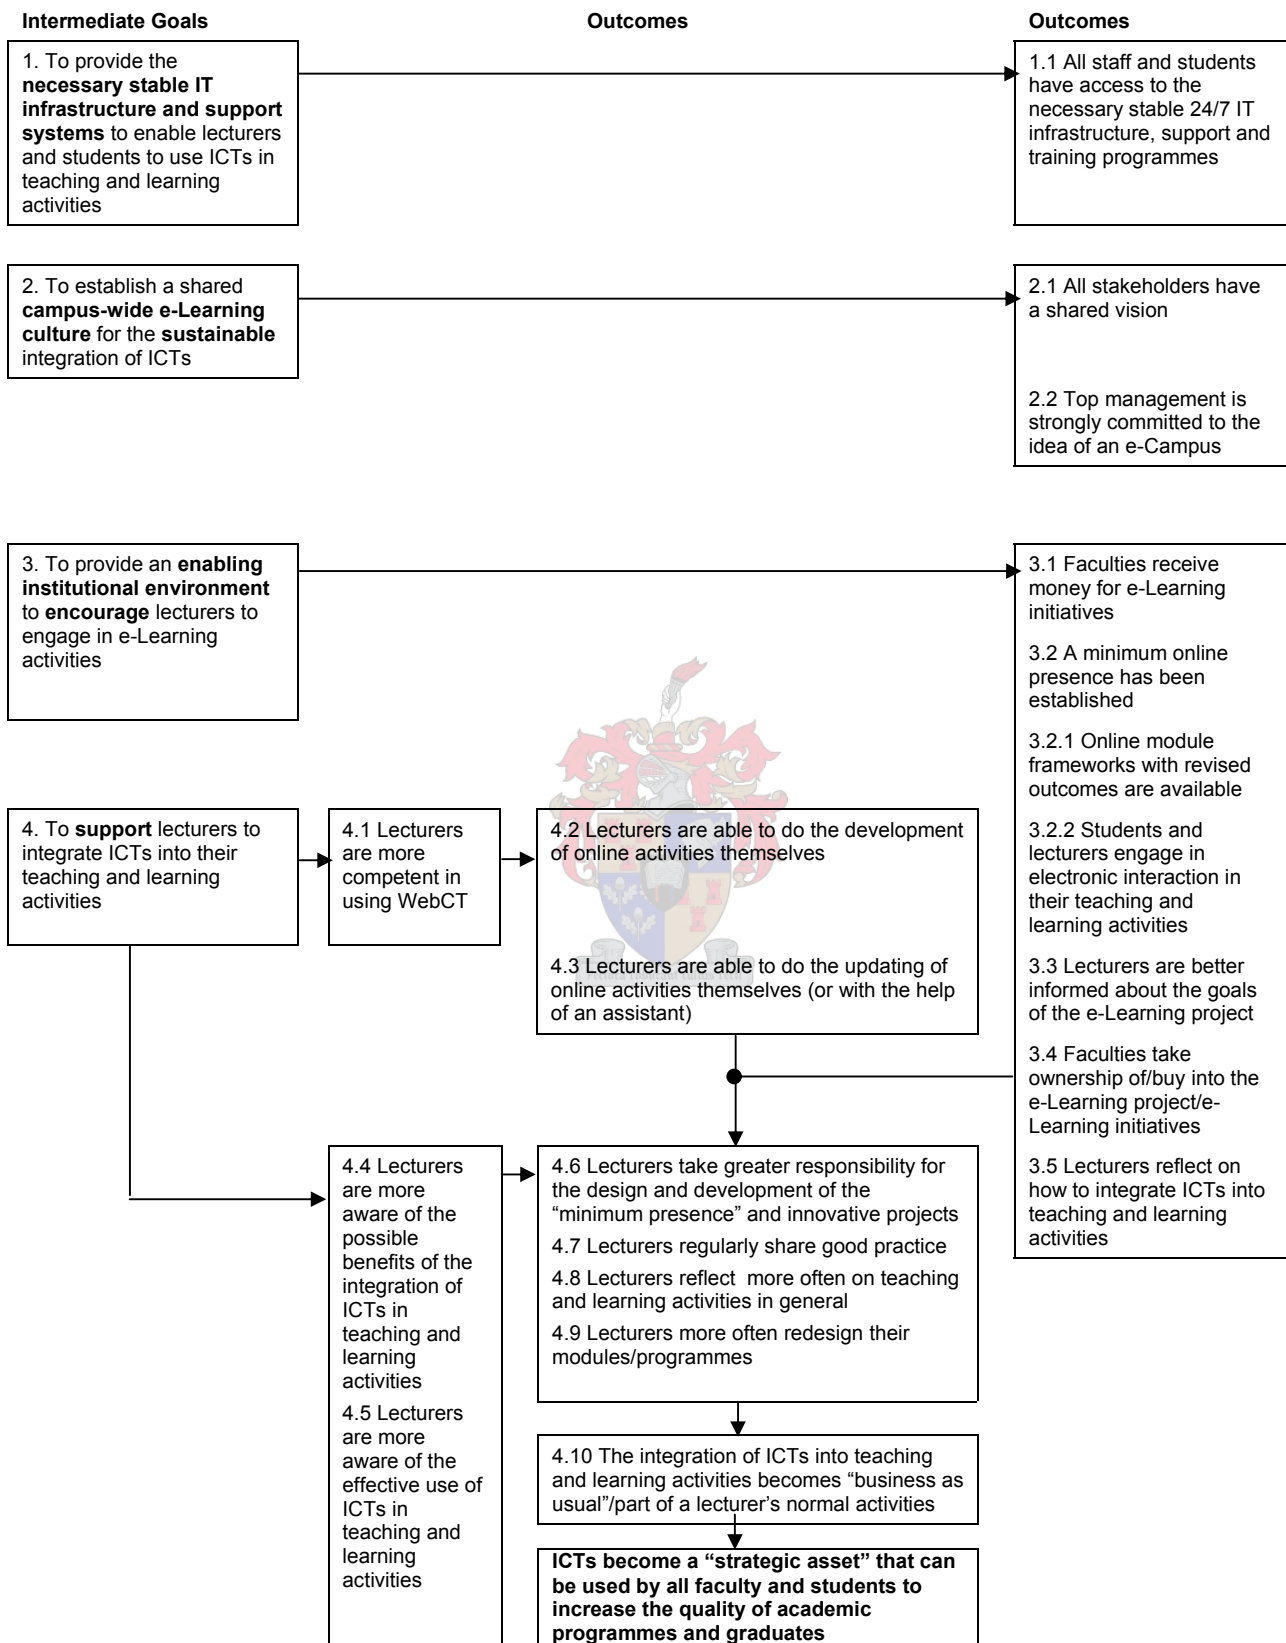 Intermediate Goals
Outcomes
Outcomes
1. To provide the
necessary stable IT
infrastructure and support
systems to enable lecturers
and students to use ICTs in
teaching and learning
activities
1.1 All staff and students
have access to the
necessary stable 24/7 IT
infrastructure, support and
training programmes
2. To establish a shared
campus-wide e-Learning
culture for the sustainable
integration of ICTs
2.1 All stakeholders have
a shared vision
2.2 Top management is
strongly committed to the
idea of an e-Campus
3. To provide an enabling
institutional environment
to encourage lecturers to
engage in e-Learning
activities
3.1 Faculties receive
money for e-Learning
initiatives
3.2 A minimum online
presence has been
established
3.2.1 Online module
frameworks with revised
outcomes are available
3.2.2 Students and
lecturers engage in
electronic interaction in
their teaching and
learning activities
3.3 Lecturers are better
informed about the goals
of the e-Learning project
3.4 Faculties take
ownership of/buy into the
e-Learning project/e-
Learning initiatives
3.5 Lecturers reflect on
how to integrate ICTs into
teaching and learning
activities
4. To support lecturers to
integrate ICTs into their
teaching and learning
activities
4.1 Lecturers
are more
competent in
using WebCT
4.2 Lecturers are able to do the development
of online activities themselves
4.3 Lecturers are able to do the updating of
online activities themselves (or with the help
of an assistant)
4.4 Lecturers
are more
aware of the
possible
benefits of the
integration of
ICTs in
teaching and
learning
activities
4.5 Lecturers
are more
aware of the
effective use of
ICTs in
teaching and
learning
activities
4.6 Lecturers take greater responsibility for
the design and development of the
“minimum presence” and innovative projects
4.7 Lecturers regularly share good practice
4.8 Lecturers reflect more often on teaching
and learning activities in general
4.9 Lecturers more often redesign their
modules/programmes
4.10 The integration of ICTs into teaching
and learning activities becomes “business as
usual”/part of a lecturer’s normal activities
ICTs become a “strategic asset” that can
be used by all faculty and students to
increase the quality of academic
programmes and graduates